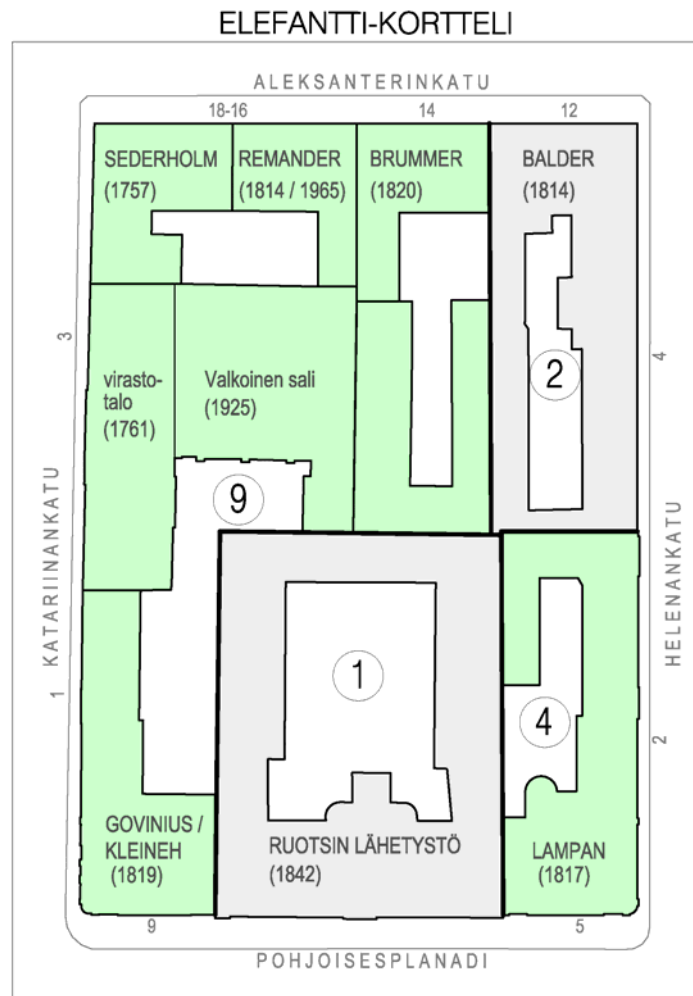 ELEFANTTI-KORTTELI
ALEKSANTERINKATU
18-16
14
12
SEDERHOLM
(1757)
REMANDER
(1814 / 1965)
BRUMMER
(1820)
BALDER
(1814)
3
4
virasto-
talo
(1761)
Valkoinen sali
(1925)
2
9
KATARIINANKATU
HELENANKATU
1
1
4
2
GOVINIUS /
KLEINEH
(1819)
RUOTSIN LÄHETYSTÖ
(1842)
LAMPAN
(1817)
9
5
POHJOISESPLANADI